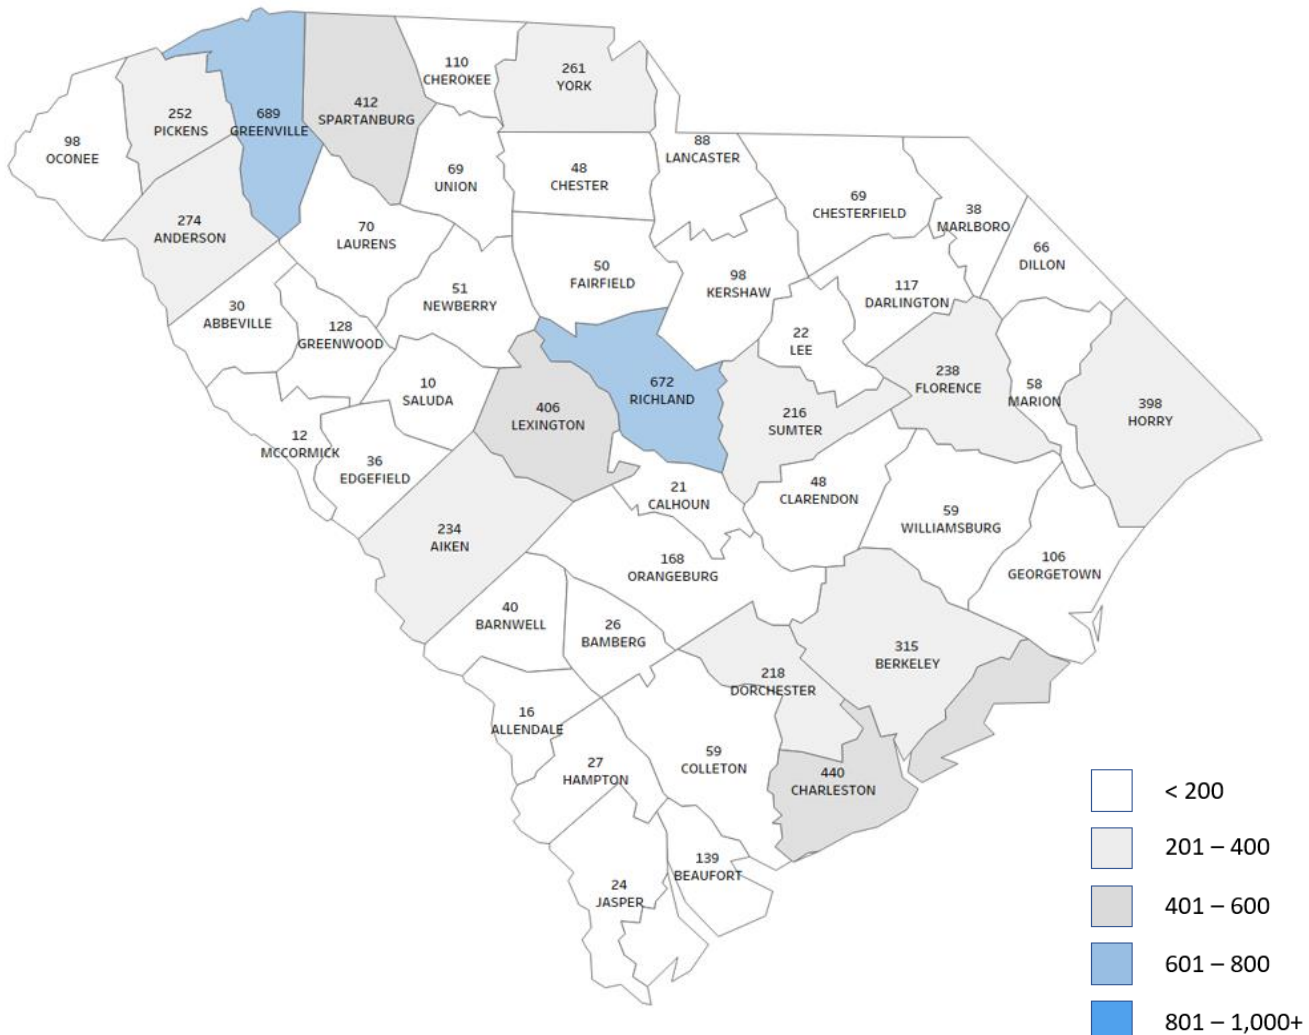 110
CHEROKEE
261
YORK
412
SPARTANBURG
252
PICKENS
689
GREENVILLE
98
OCONEE
88
LANCASTER
69
UNION
48
CHESTER
69
CHESTERFIELD
38
MARLBORO
274
ANDERSON
70
LAURENS
66
DILLON
50
FAIRFIELD
98
KERSHAW
51
NEWBERRY
117
DARLINGTON
30
ABBEVILLE
128
GREENWOOD
22
LEE
238
FLORENCE
10
SALUDA
672
RICHLAND
58
MARION
406
LEXINGTON
216
SUMTER
398
HORRY
12
MCCORMICK
36
EDGEFIELD
21
CALHOUN
48
CLARENDON
59
WILLIAMSBURG
234
AIKEN
168
ORANGEBURG
106
GEORGETOWN
40
BARNWELL
26
BAMBERG
315
BERKELEY
218
DORCHESTER
16
ALLENDALE
59
COLLETON
27
HAMPTON
440
CHARLESTON
139
BEAUFORT
24
JASPER
< 200
201 – 400
401 – 600
601 – 800
801 – 1,000+